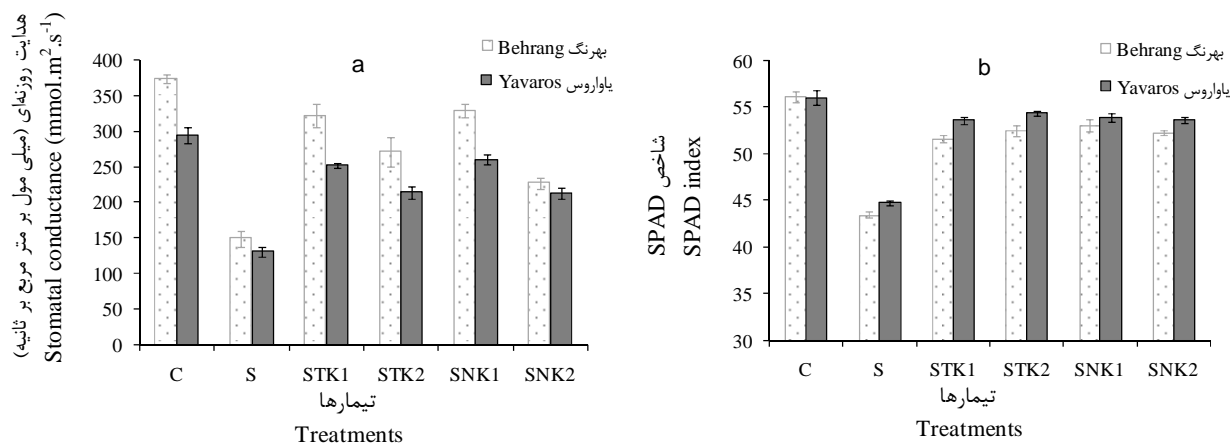 هدایت روزنه‌ای (میلی مول بر متر مربع بر ثانیه)
Stomatal conductance (mmol.m².s⁻¹)
400
350
300
250
200
150
100
50
0
a
Behrang بهرنگ
Yavaros یاواروس
C S STK1 STK2 SNK1 SNK2
تیمارها
Treatments
شاخص SPAD
SPAD index
60
55
50
45
40
35
30
b
Behrang بهرنگ
Yavaros یاواروس
C S STK1 STK2 SNK1 SNK2
تیمارها
Treatments